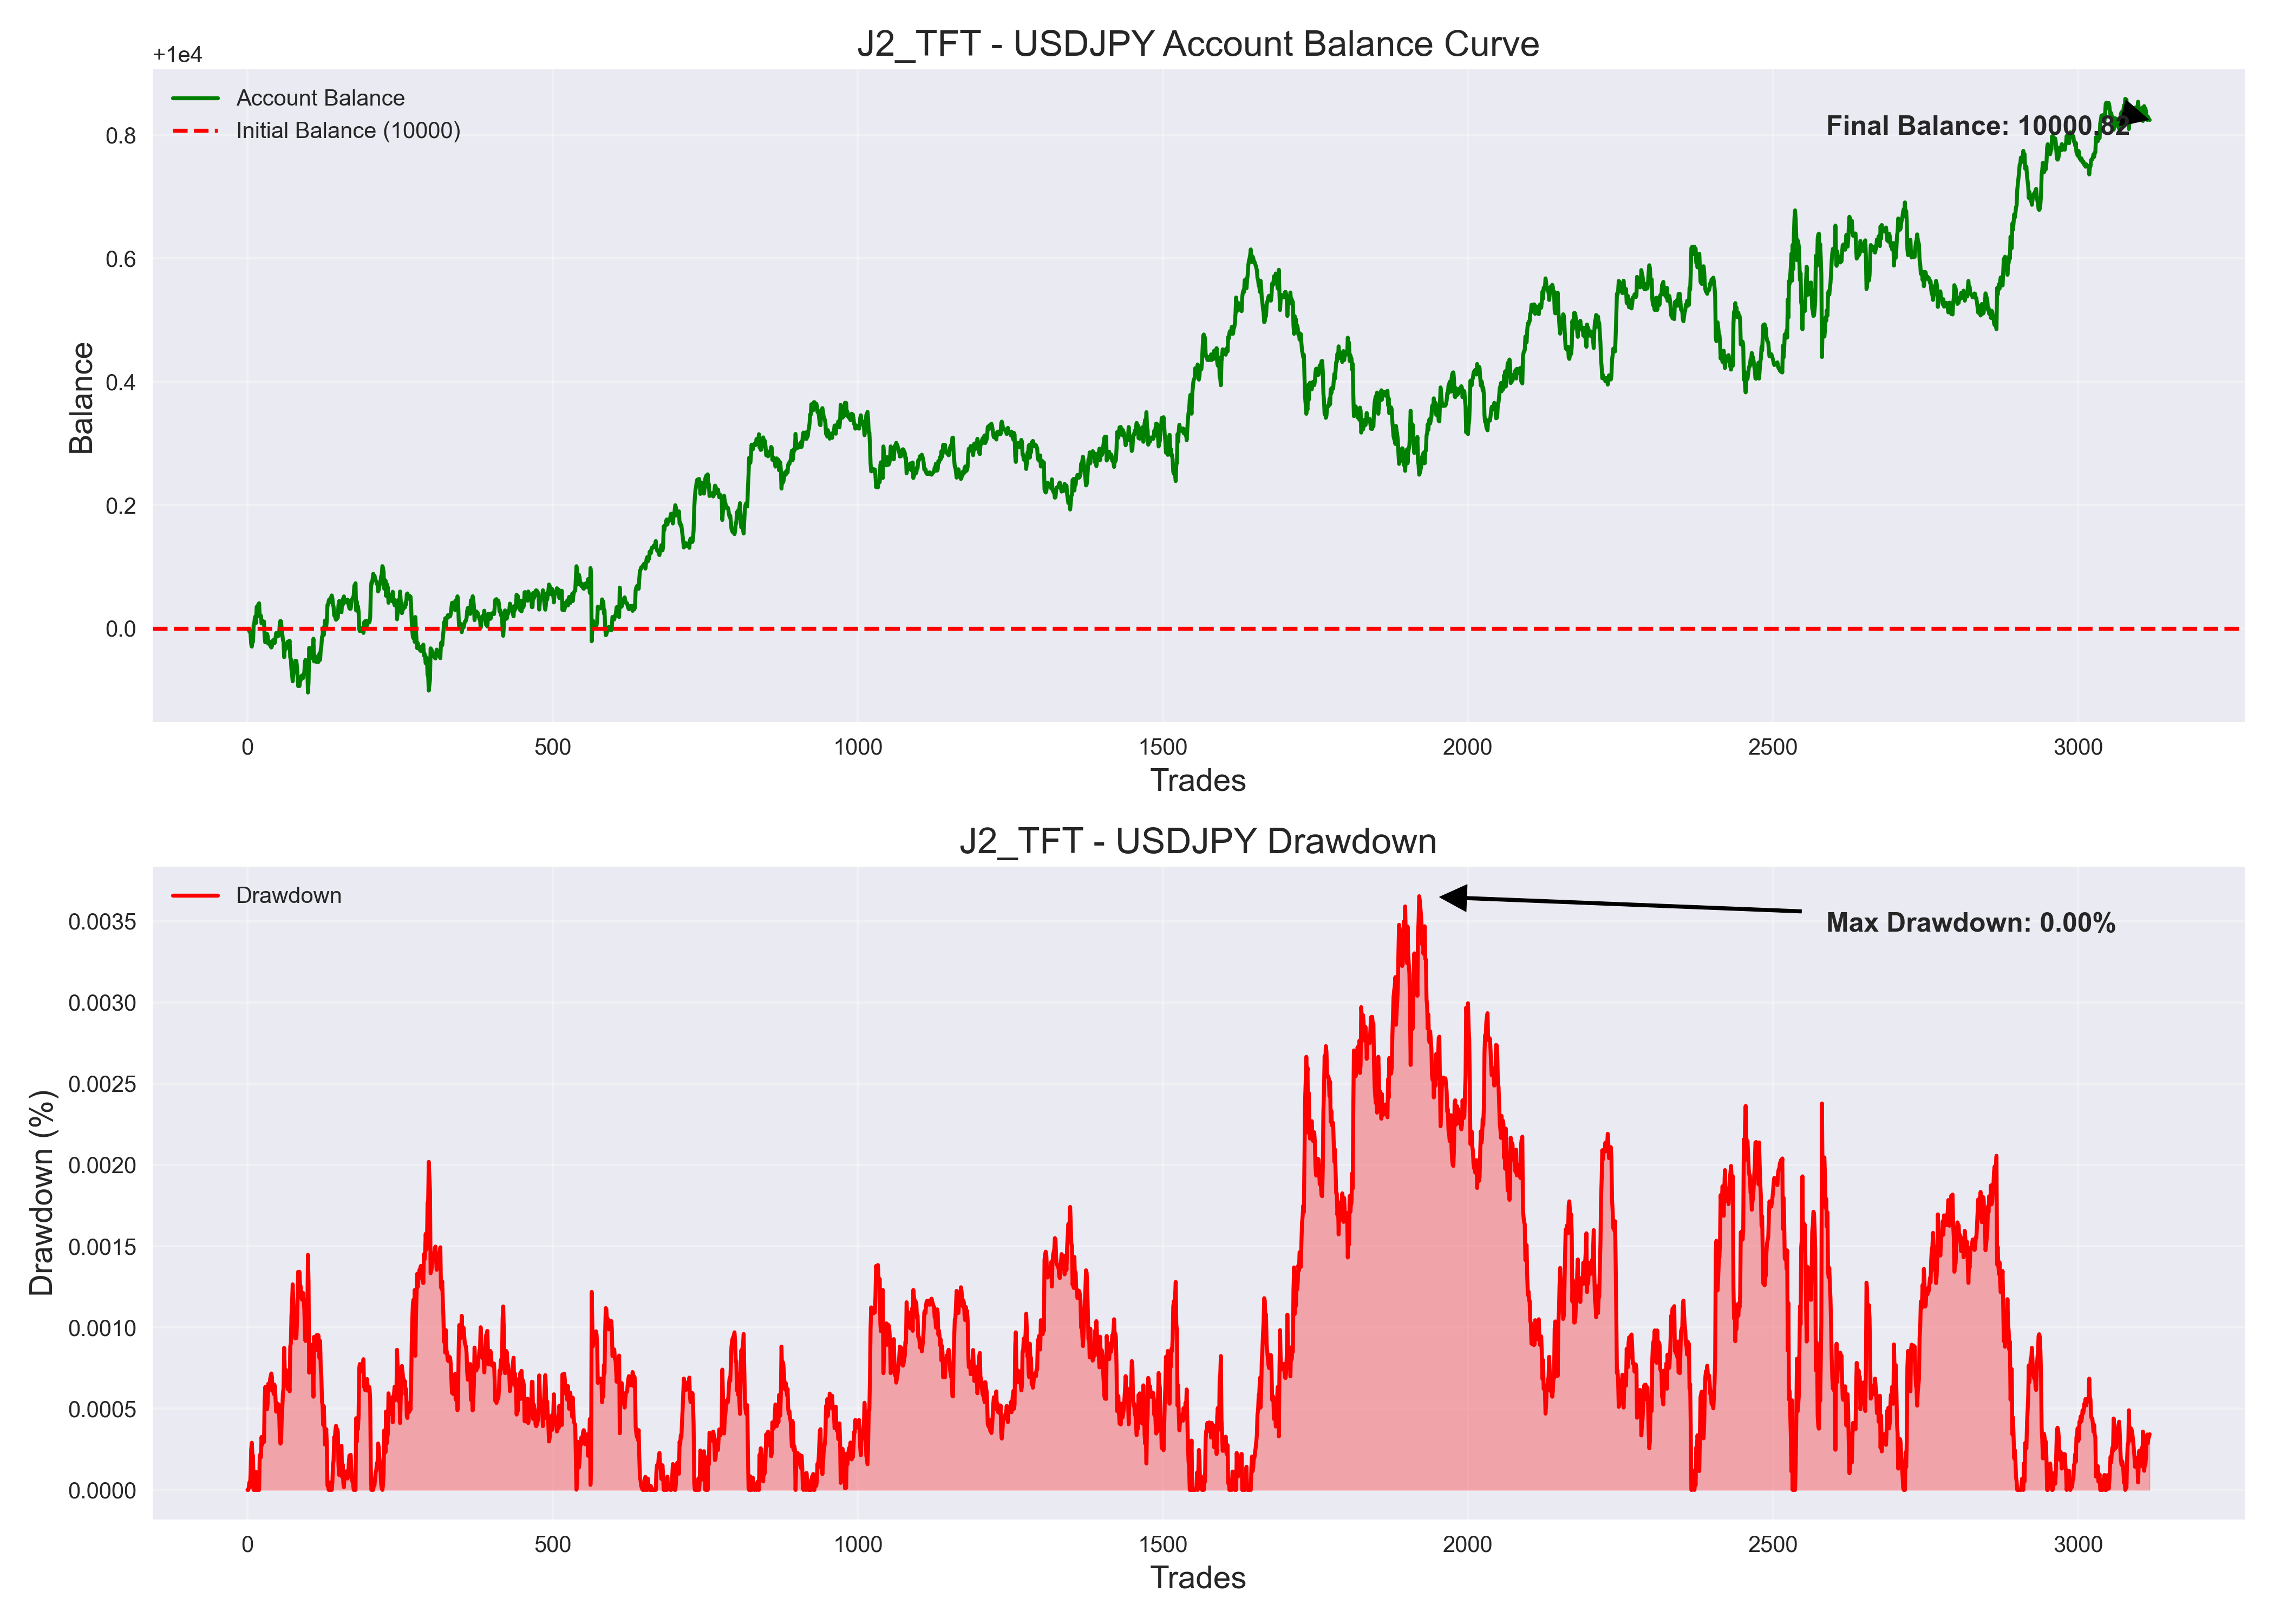 J2_TFT - USDJPY Account Balance Curve
+1e4
Account Balance
Initial Balance (10000)
Final Balance: 10000.82
Balance
0.8
0.6
0.4
0.2
0.0
0 500 1000 1500 2000 2500 3000
Trades
J2_TFT - USDJPY Drawdown
Drawdown
Max Drawdown: 0.00%
Drawdown (%)
0.0035
0.0030
0.0025
0.0020
0.0015
0.0010
0.0005
0.0000
0 500 1000 1500 2000 2500 3000
Trades